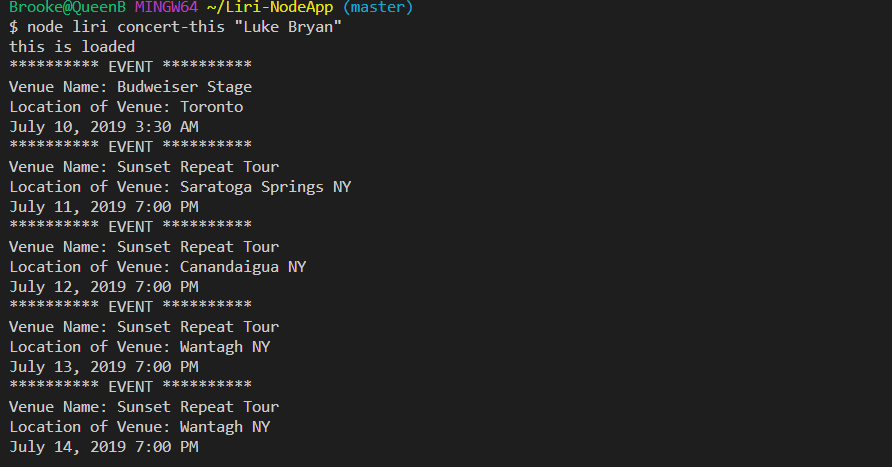 Brooke@QueenB MINGW64 ~/Liri-NodeApp (master)
$ node liri concert-this "Luke Bryan"
this is loaded
********** EVENT **********
Venue Name: Budweiser Stage
Location of Venue: Toronto
July 10, 2019 3:30 AM
********** EVENT **********
Venue Name: Sunset Repeat Tour
Location of Venue: Saratoga Springs NY
July 11, 2019 7:00 PM
********** EVENT **********
Venue Name: Sunset Repeat Tour
Location of Venue: Canandaigua NY
July 12, 2019 7:00 PM
********** EVENT **********
Venue Name: Sunset Repeat Tour
Location of Venue: Wantagh NY
July 13, 2019 7:00 PM
********** EVENT **********
Venue Name: Sunset Repeat Tour
Location of Venue: Wantagh NY
July 14, 2019 7:00 PM